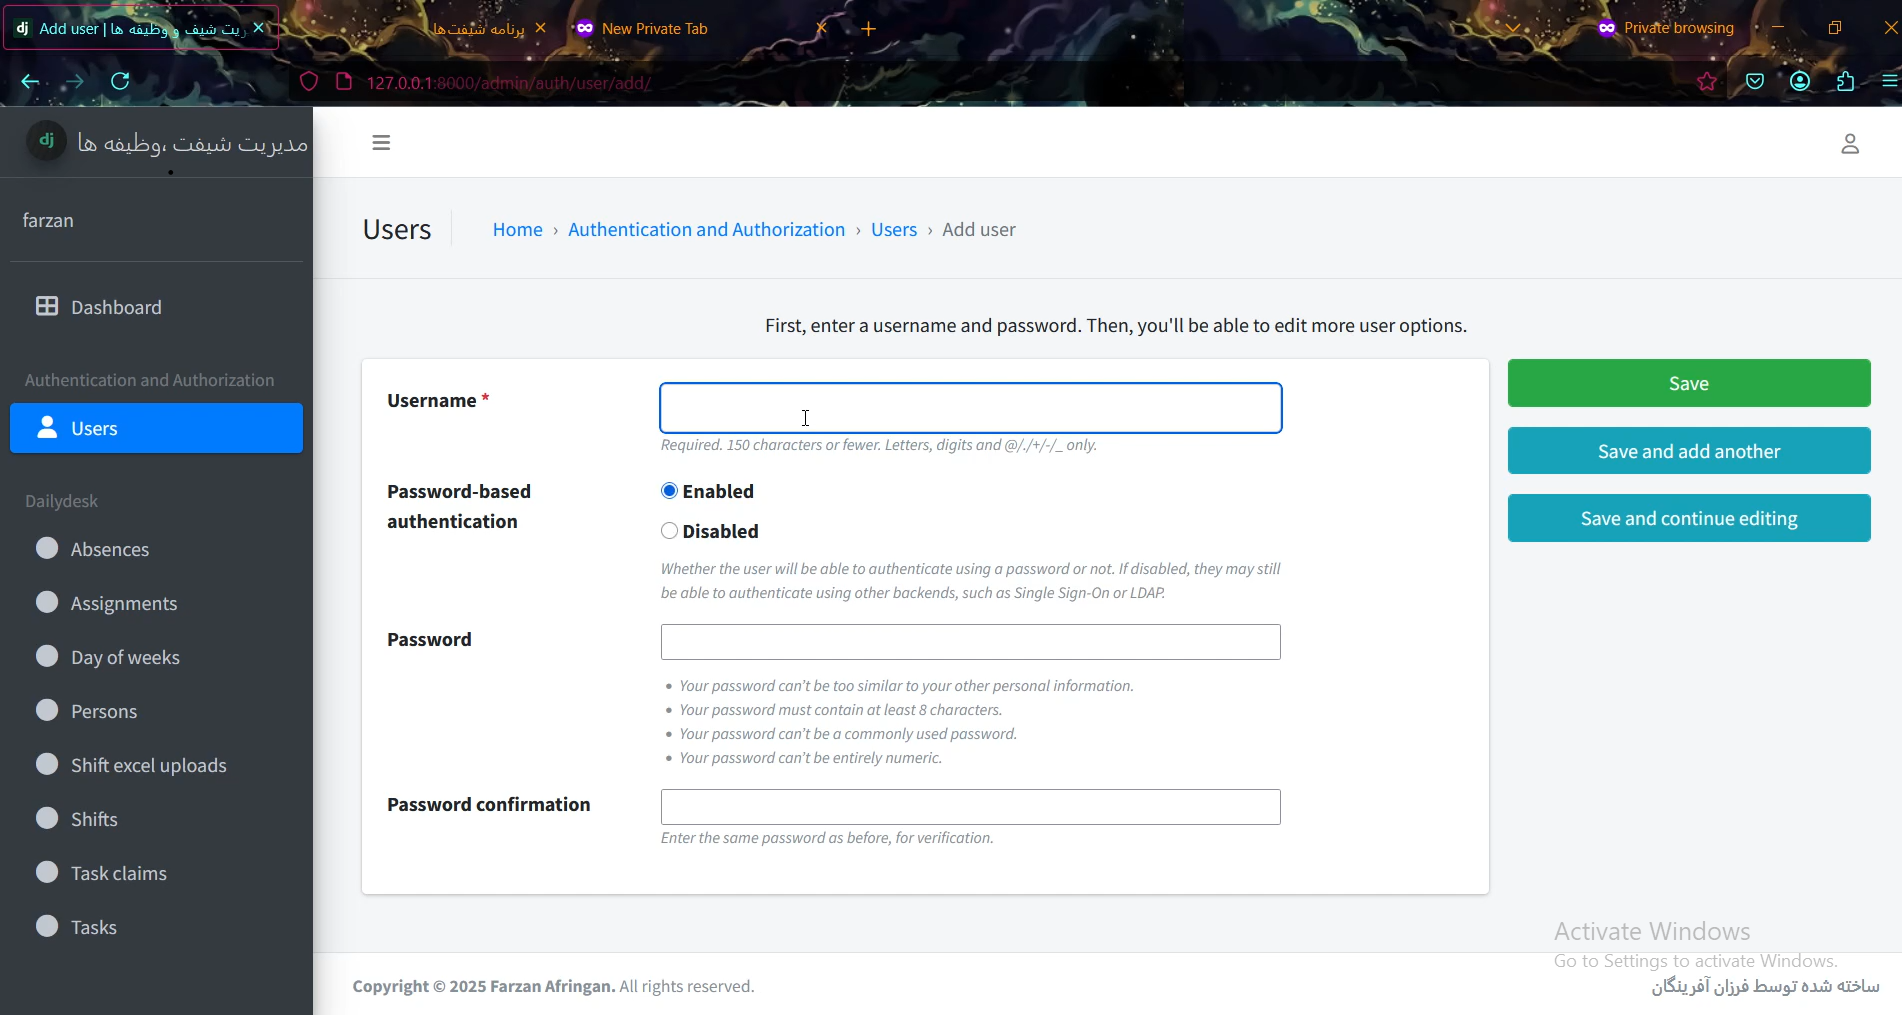 Add user | ریت شیف و وظیفه ها
برنامه شیفت‌ها
New Private Tab
Private browsing
127.0.0.1:8000/admin/auth/user/add/
dj مدیریت شیفت ،وظیفه ها
farzan
Dashboard
Authentication and Authorization
Users
Dailydesk
Absences
Assignments
Day of weeks
Persons
Shift excel uploads
Shifts
Task claims
Tasks
Users
Home › Authentication and Authorization › Users › Add user
First, enter a username and password. Then, you'll be able to edit more user options.
Username *
Required. 150 characters or fewer. Letters, digits and @/./+/-/_ only.
Password-based
authentication
Enabled
Disabled
Whether the user will be able to authenticate using a password or not. If disabled, they may still
be able to authenticate using other backends, such as Single Sign-On or LDAP.
Password
• Your password can't be too similar to your other personal information.
• Your password must contain at least 8 characters.
• Your password can't be a commonly used password.
• Your password can't be entirely numeric.
Password confirmation
Enter the same password as before, for verification.
Save
Save and add another
Save and continue editing
Activate Windows
Go to Settings to activate Windows.
Copyright © 2025 Farzan Afringan. All rights reserved.
ساخته شده توسط فرزان آفرینگان